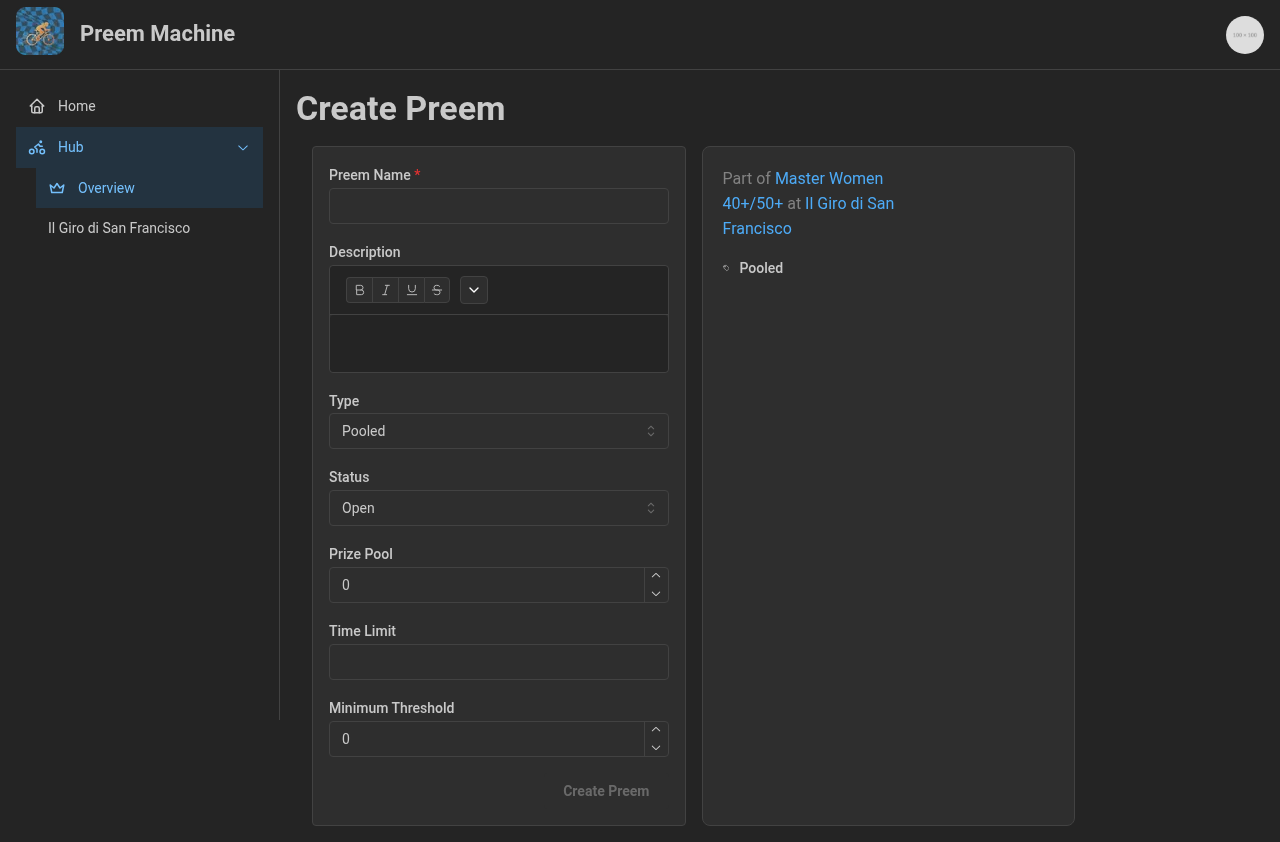 Preem Machine
100 × 100
Home
Hub
Overview
Il Giro di San Francisco
Create Preem
Preem Name *
Description
B I U S
Type
Pooled
Status
Open
Prize Pool
0
Time Limit
Minimum Threshold
0
Create Preem
Part of Master Women
40+/50+ at Il Giro di San
Francisco
Pooled